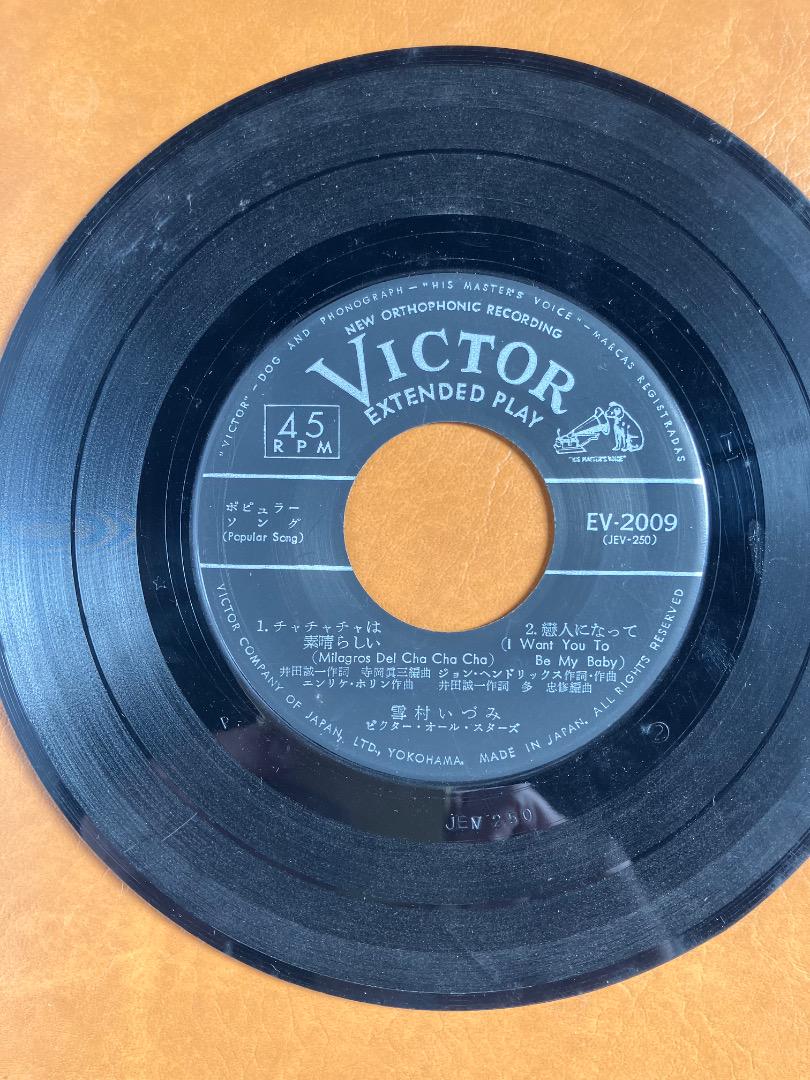 "VICTOR" — DOG AND PHONOGRAPH — "HIS MASTER'S VOICE" — MARCAS REGISTRADAS
NEW ORTHOPHONIC RECORDING
VICTOR
EXTENDED PLAY
45
RPM
"HIS MASTER'S VOICE"
ポピュラー
ソング
(Popular Song)
EV-2009
(JEV-250)
1. チャチャチャは
素晴らしい
(Milagros Del Cha Cha Cha)
井田誠一作詞 寺岡眞三編曲
エンリケ・ホリン作曲
2. 戀人になって
(I Want You To
Be My Baby)
ジョン・ヘンドリックス作詞・作曲
井田誠一作詞 多 忠修編曲
雪村いづみ
ビクター・オール・スターズ
VICTOR COMPANY OF JAPAN, LTD., YOKOHAMA. MADE IN JAPAN. ALL RIGHTS RESERVED
JEV 250